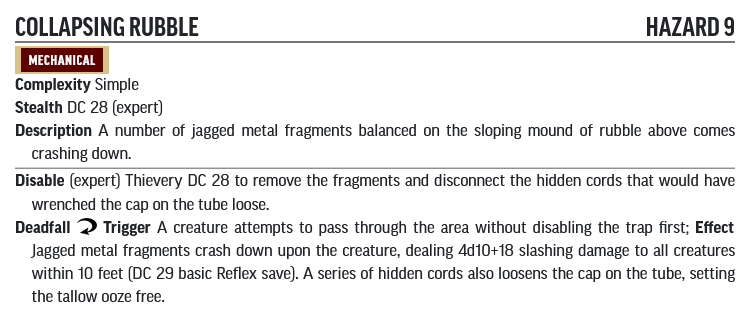 COLLAPSING RUBBLE HAZARD 9
MECHANICAL
Complexity Simple
Stealth DC 28 (expert)
Description A number of jagged metal fragments balanced on the sloping mound of rubble above comes
crashing down.
Disable (expert) Thievery DC 28 to remove the fragments and disconnect the hidden cords that would have
wrenched the cap on the tube loose.
Deadfall Trigger A creature attempts to pass through the area without disabling the trap first; Effect
Jagged metal fragments crash down upon the creature, dealing 4d10+18 slashing damage to all creatures
within 10 feet (DC 29 basic Reflex save). A series of hidden cords also loosens the cap on the tube, setting
the tallow ooze free.